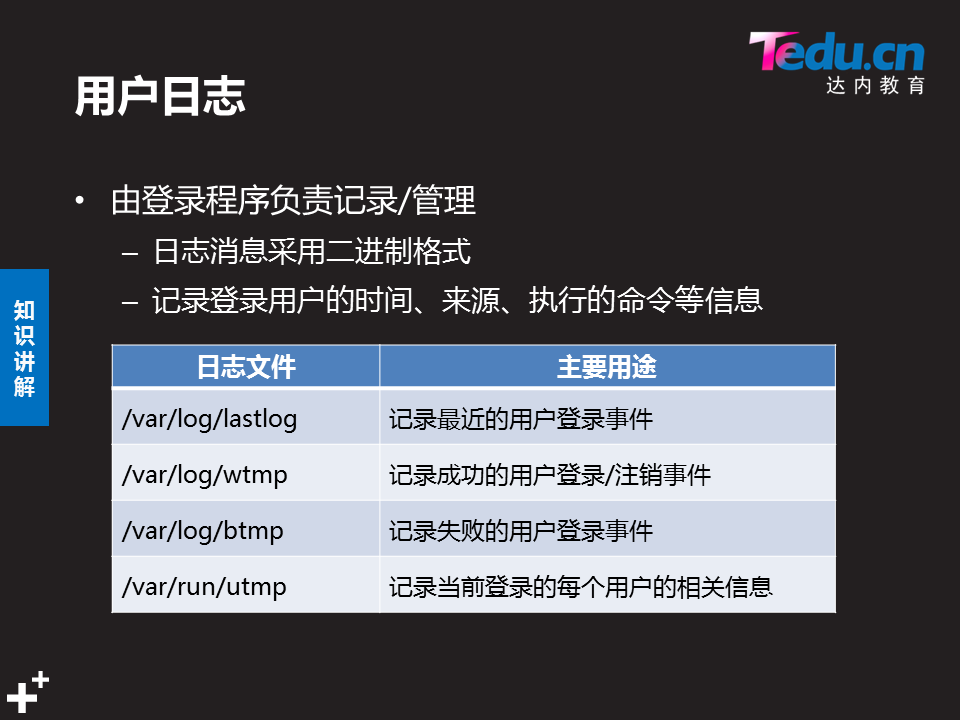 Tedu.cn
达内教育
用户日志
• 由登录程序负责记录/管理
– 日志消息采用二进制格式
– 记录登录用户的时间、来源、执行的命令等信息
知识讲解
日志文件 主要用途
/var/log/lastlog 记录最近的用户登录事件
/var/log/wtmp 记录成功的用户登录/注销事件
/var/log/btmp 记录失败的用户登录事件
/var/run/utmp 记录当前登录的每个用户的相关信息